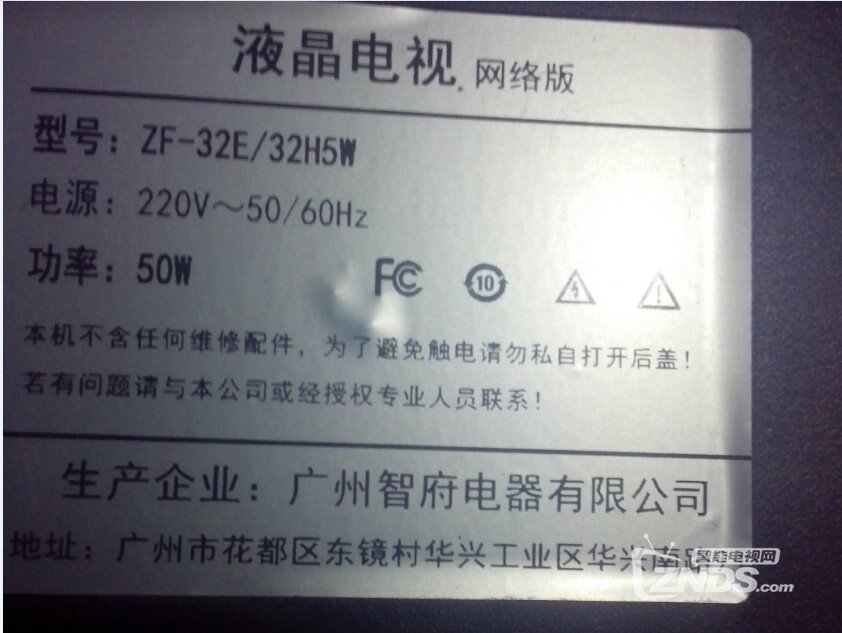 液晶电视.网络版
型号：ZF-32E/32H5W
电源：220V～50/60Hz
功率：50W
FC 10
本机不含任何维修配件，为了避免触电请勿私自打开后盖！
若有问题请与本公司或经授权专业人员联系！
生产企业：广州智府电器有限公司
地址：广州市花都区东镜村华兴工业区华兴南路
智能电视网
ZNDS.com